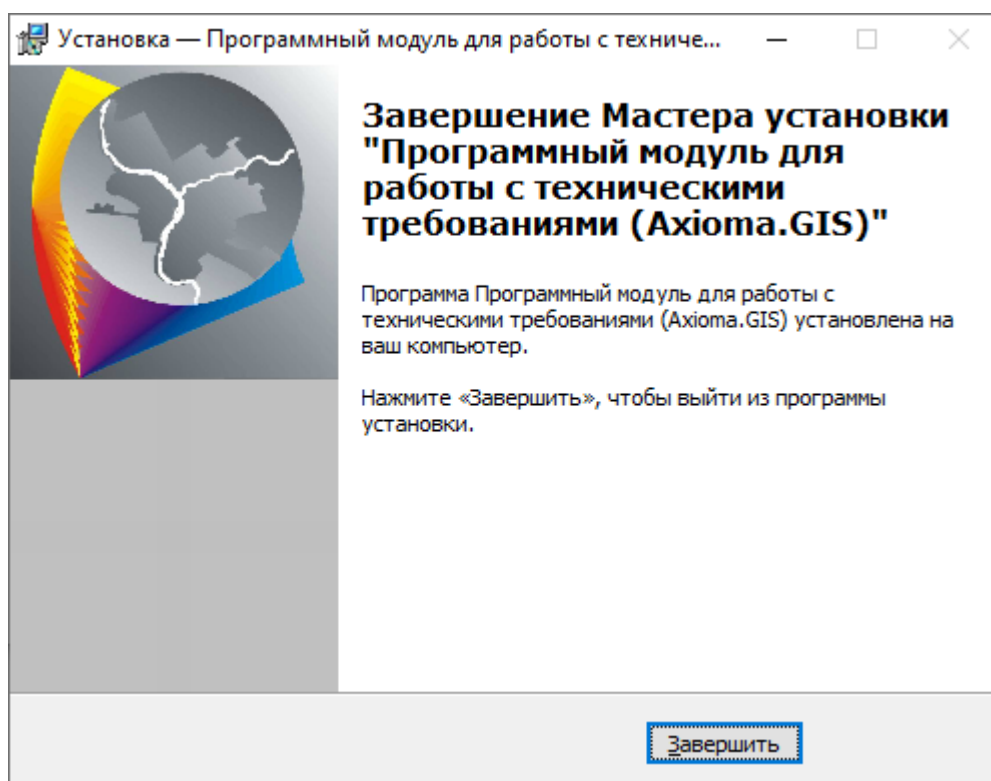 Установка — Программный модуль для работы с техниче...
Завершение Мастера установки
"Программный модуль для
работы с техническими
требованиями (Axioma.GIS)"
Программа Программный модуль для работы с
техническими требованиями (Axioma.GIS) установлена на
ваш компьютер.
Нажмите «Завершить», чтобы выйти из программы
установки.
Завершить